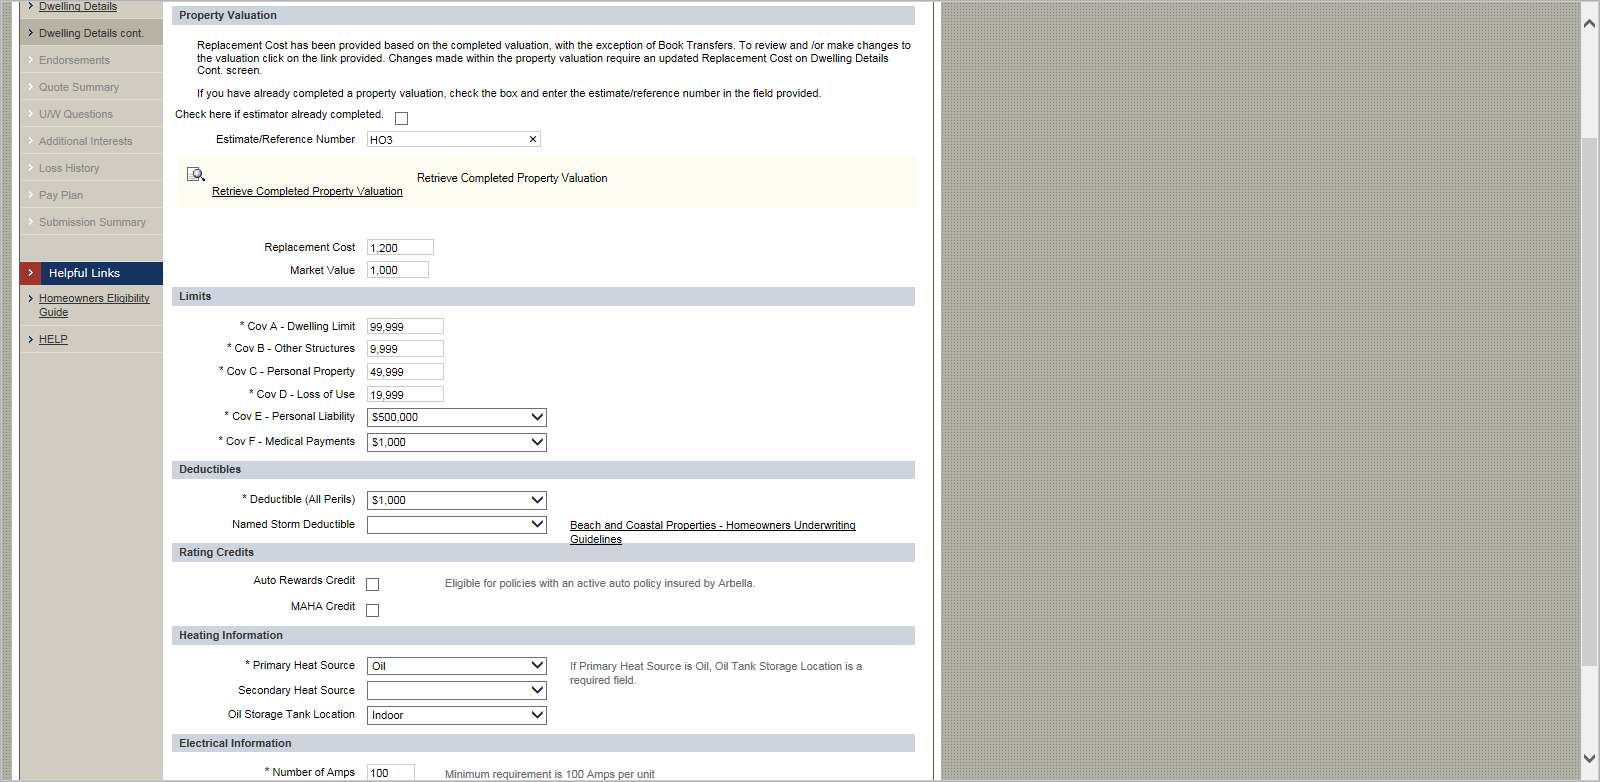 Dwelling Details
Dwelling Details cont.
Endorsements
Quote Summary
U/W Questions
Additional Interests
Loss History
Pay Plan
Submission Summary
Helpful Links
Homeowners Eligibility
Guide
HELP
Property Valuation
Replacement Cost has been provided based on the completed valuation, with the exception of Book Transfers. To review and /or make changes to
the valuation click on the link provided. Changes made within the property valuation require an updated Replacement Cost on Dwelling Details
Cont. screen.
If you have already completed a property valuation, check the box and enter the estimate/reference number in the field provided.
Check here if estimator already completed.
Estimate/Reference Number HO3
Retrieve Completed Property Valuation
Retrieve Completed Property Valuation
Replacement Cost 1,200
Market Value 1,000
Limits
* Cov A - Dwelling Limit 99,999
* Cov B - Other Structures 9,999
* Cov C - Personal Property 49,999
* Cov D - Loss of Use 19,999
* Cov E - Personal Liability $500,000
* Cov F - Medical Payments $1,000
Deductibles
* Deductible (All Perils) $1,000
Named Storm Deductible
Beach and Coastal Properties - Homeowners Underwriting
Guidelines
Rating Credits
Auto Rewards Credit Eligible for policies with an active auto policy insured by Arbella.
MAHA Credit
Heating Information
* Primary Heat Source Oil
If Primary Heat Source is Oil, Oil Tank Storage Location is a
required field.
Secondary Heat Source
Oil Storage Tank Location Indoor
Electrical Information
* Number of Amps 100 Minimum requirement is 100 Amps per unit